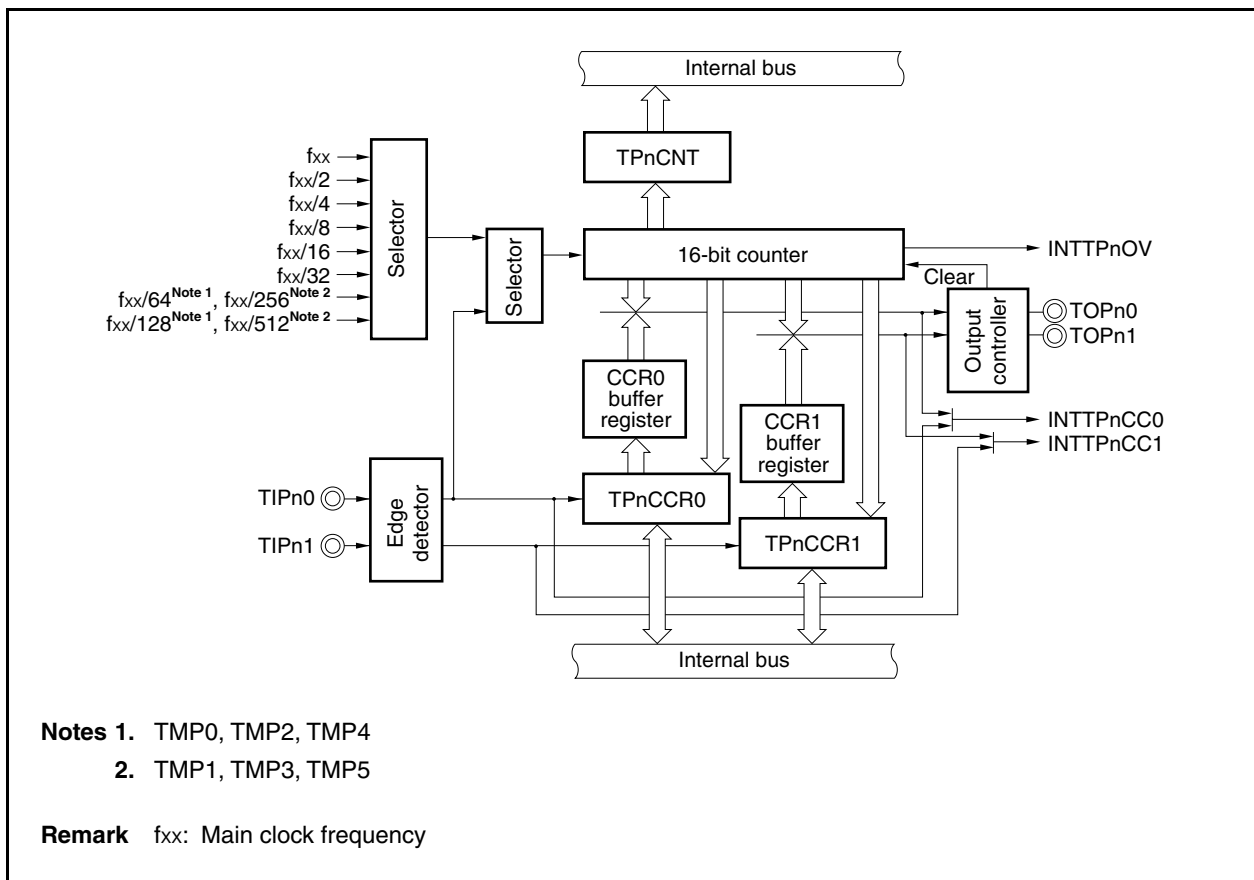 Internal bus
TPnCNT
fxx
fxx/2
fxx/4
fxx/8
fxx/16
fxx/32
fxx/64Note 1, fxx/256Note 2
fxx/128Note 1, fxx/512Note 2
Selector
Selector
16-bit counter
INTTPnOV
Clear
Output
controller
TOPn0
TOPn1
CCR0
buffer
register
CCR1
buffer
register
INTTPnCC0
INTTPnCC1
TIPn0
TIPn1
Edge
detector
TPnCCR0
TPnCCR1
Internal bus
Notes 1. TMP0, TMP2, TMP4
2. TMP1, TMP3, TMP5
Remark fxx: Main clock frequency